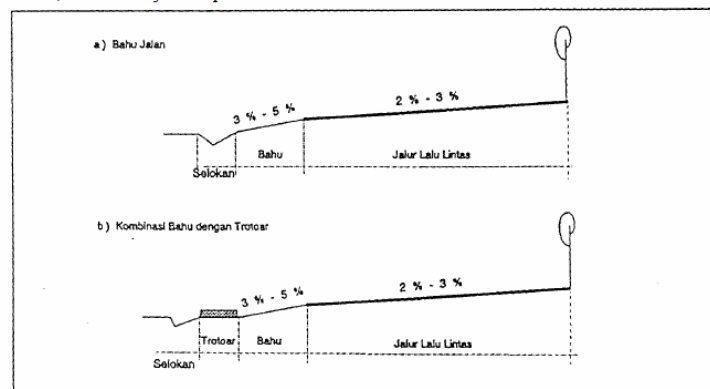 a) Bahu Jalan
3 % - 5 %
2 % - 3 %
Bahu
Jalur Lalu Lintas
Selokan
b) Kombinasi Bahu dengan Trotoar
3 % - 5 %
2 % - 3 %
Trotoar
Bahu
Jalur Lalu Lintas
Selokan